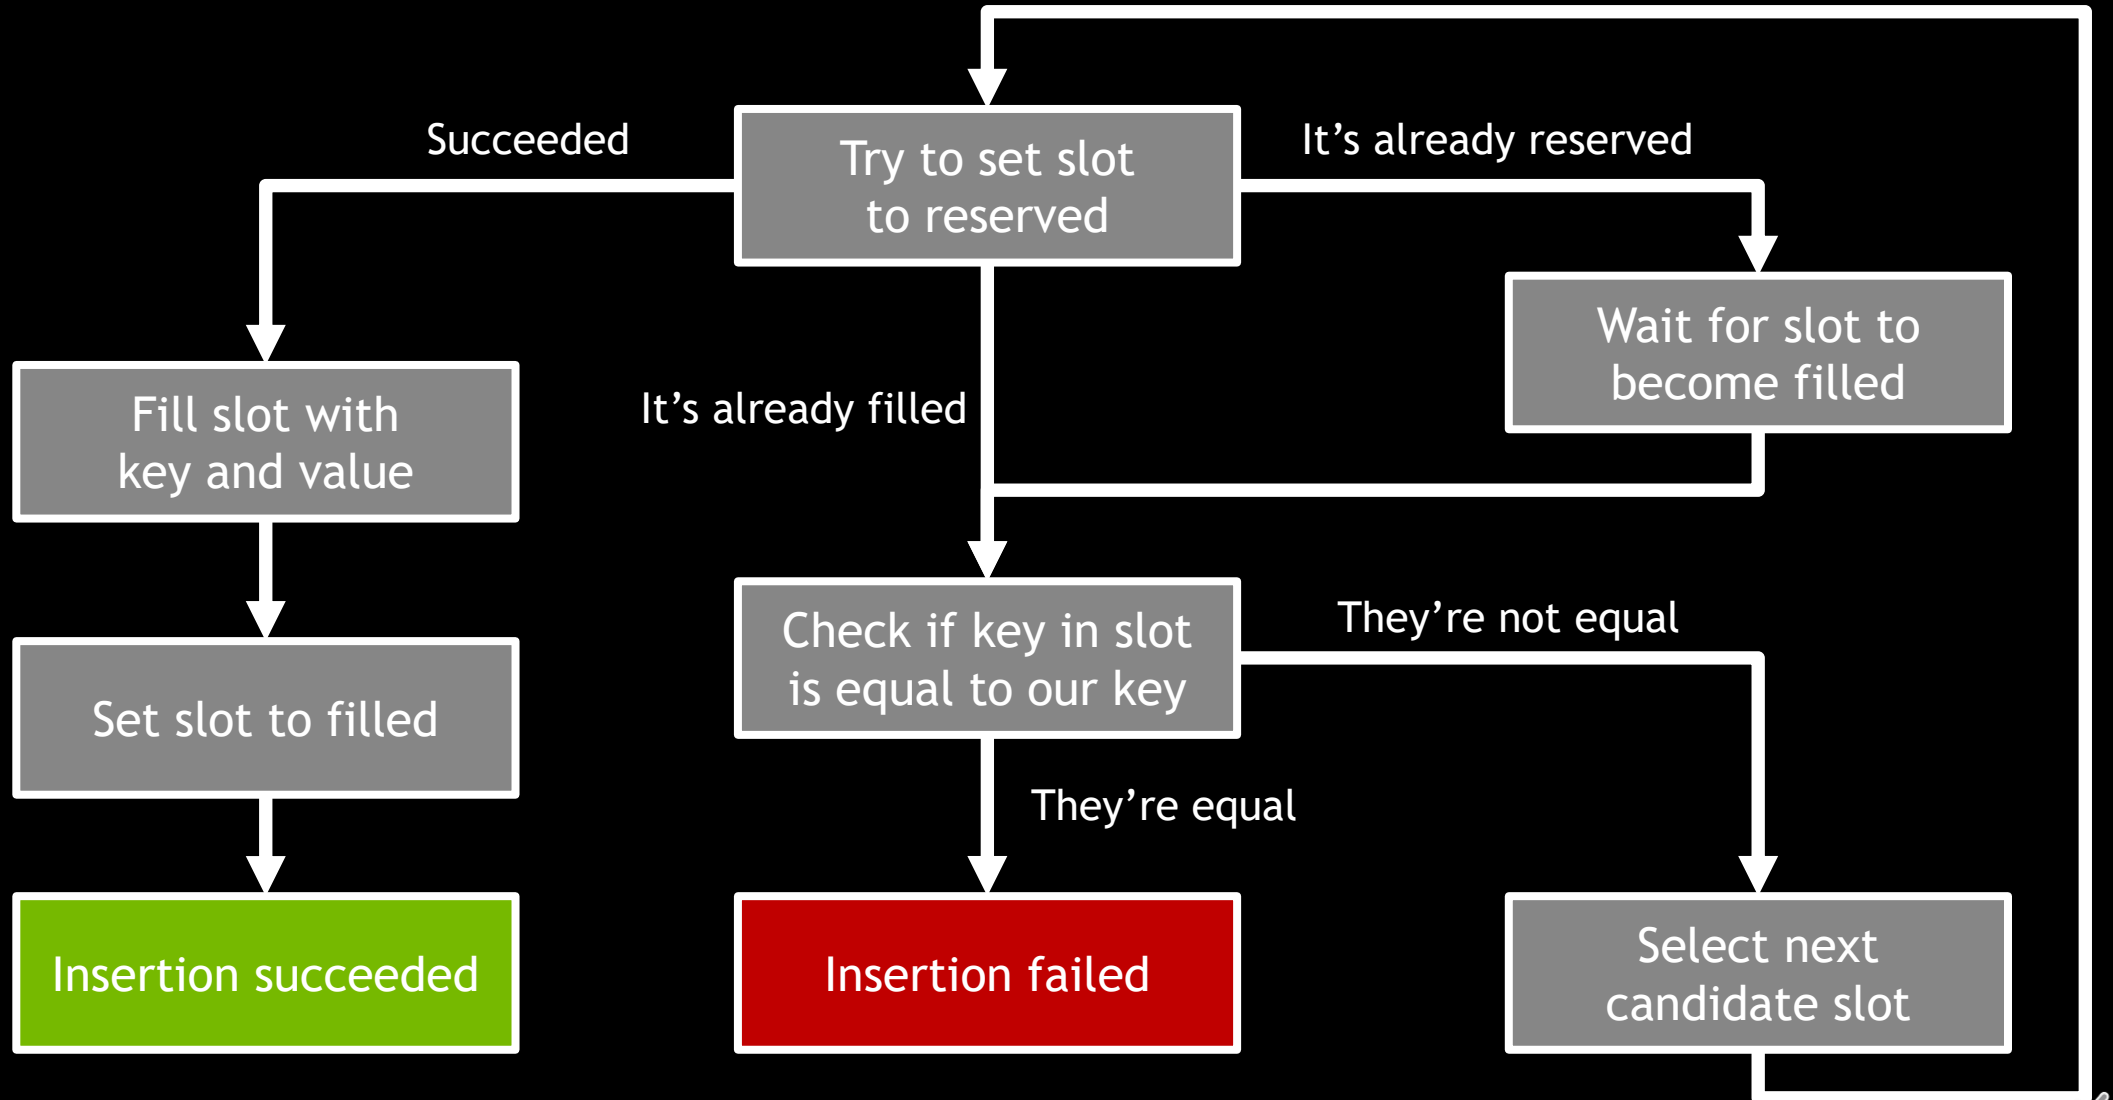 Succeeded
Try to set slot
to reserved
It's already reserved
Wait for slot to
become filled
Fill slot with
key and value
It's already filled
Check if key in slot
is equal to our key
They're not equal
Set slot to filled
They're equal
Insertion succeeded
Insertion failed
Select next
candidate slot